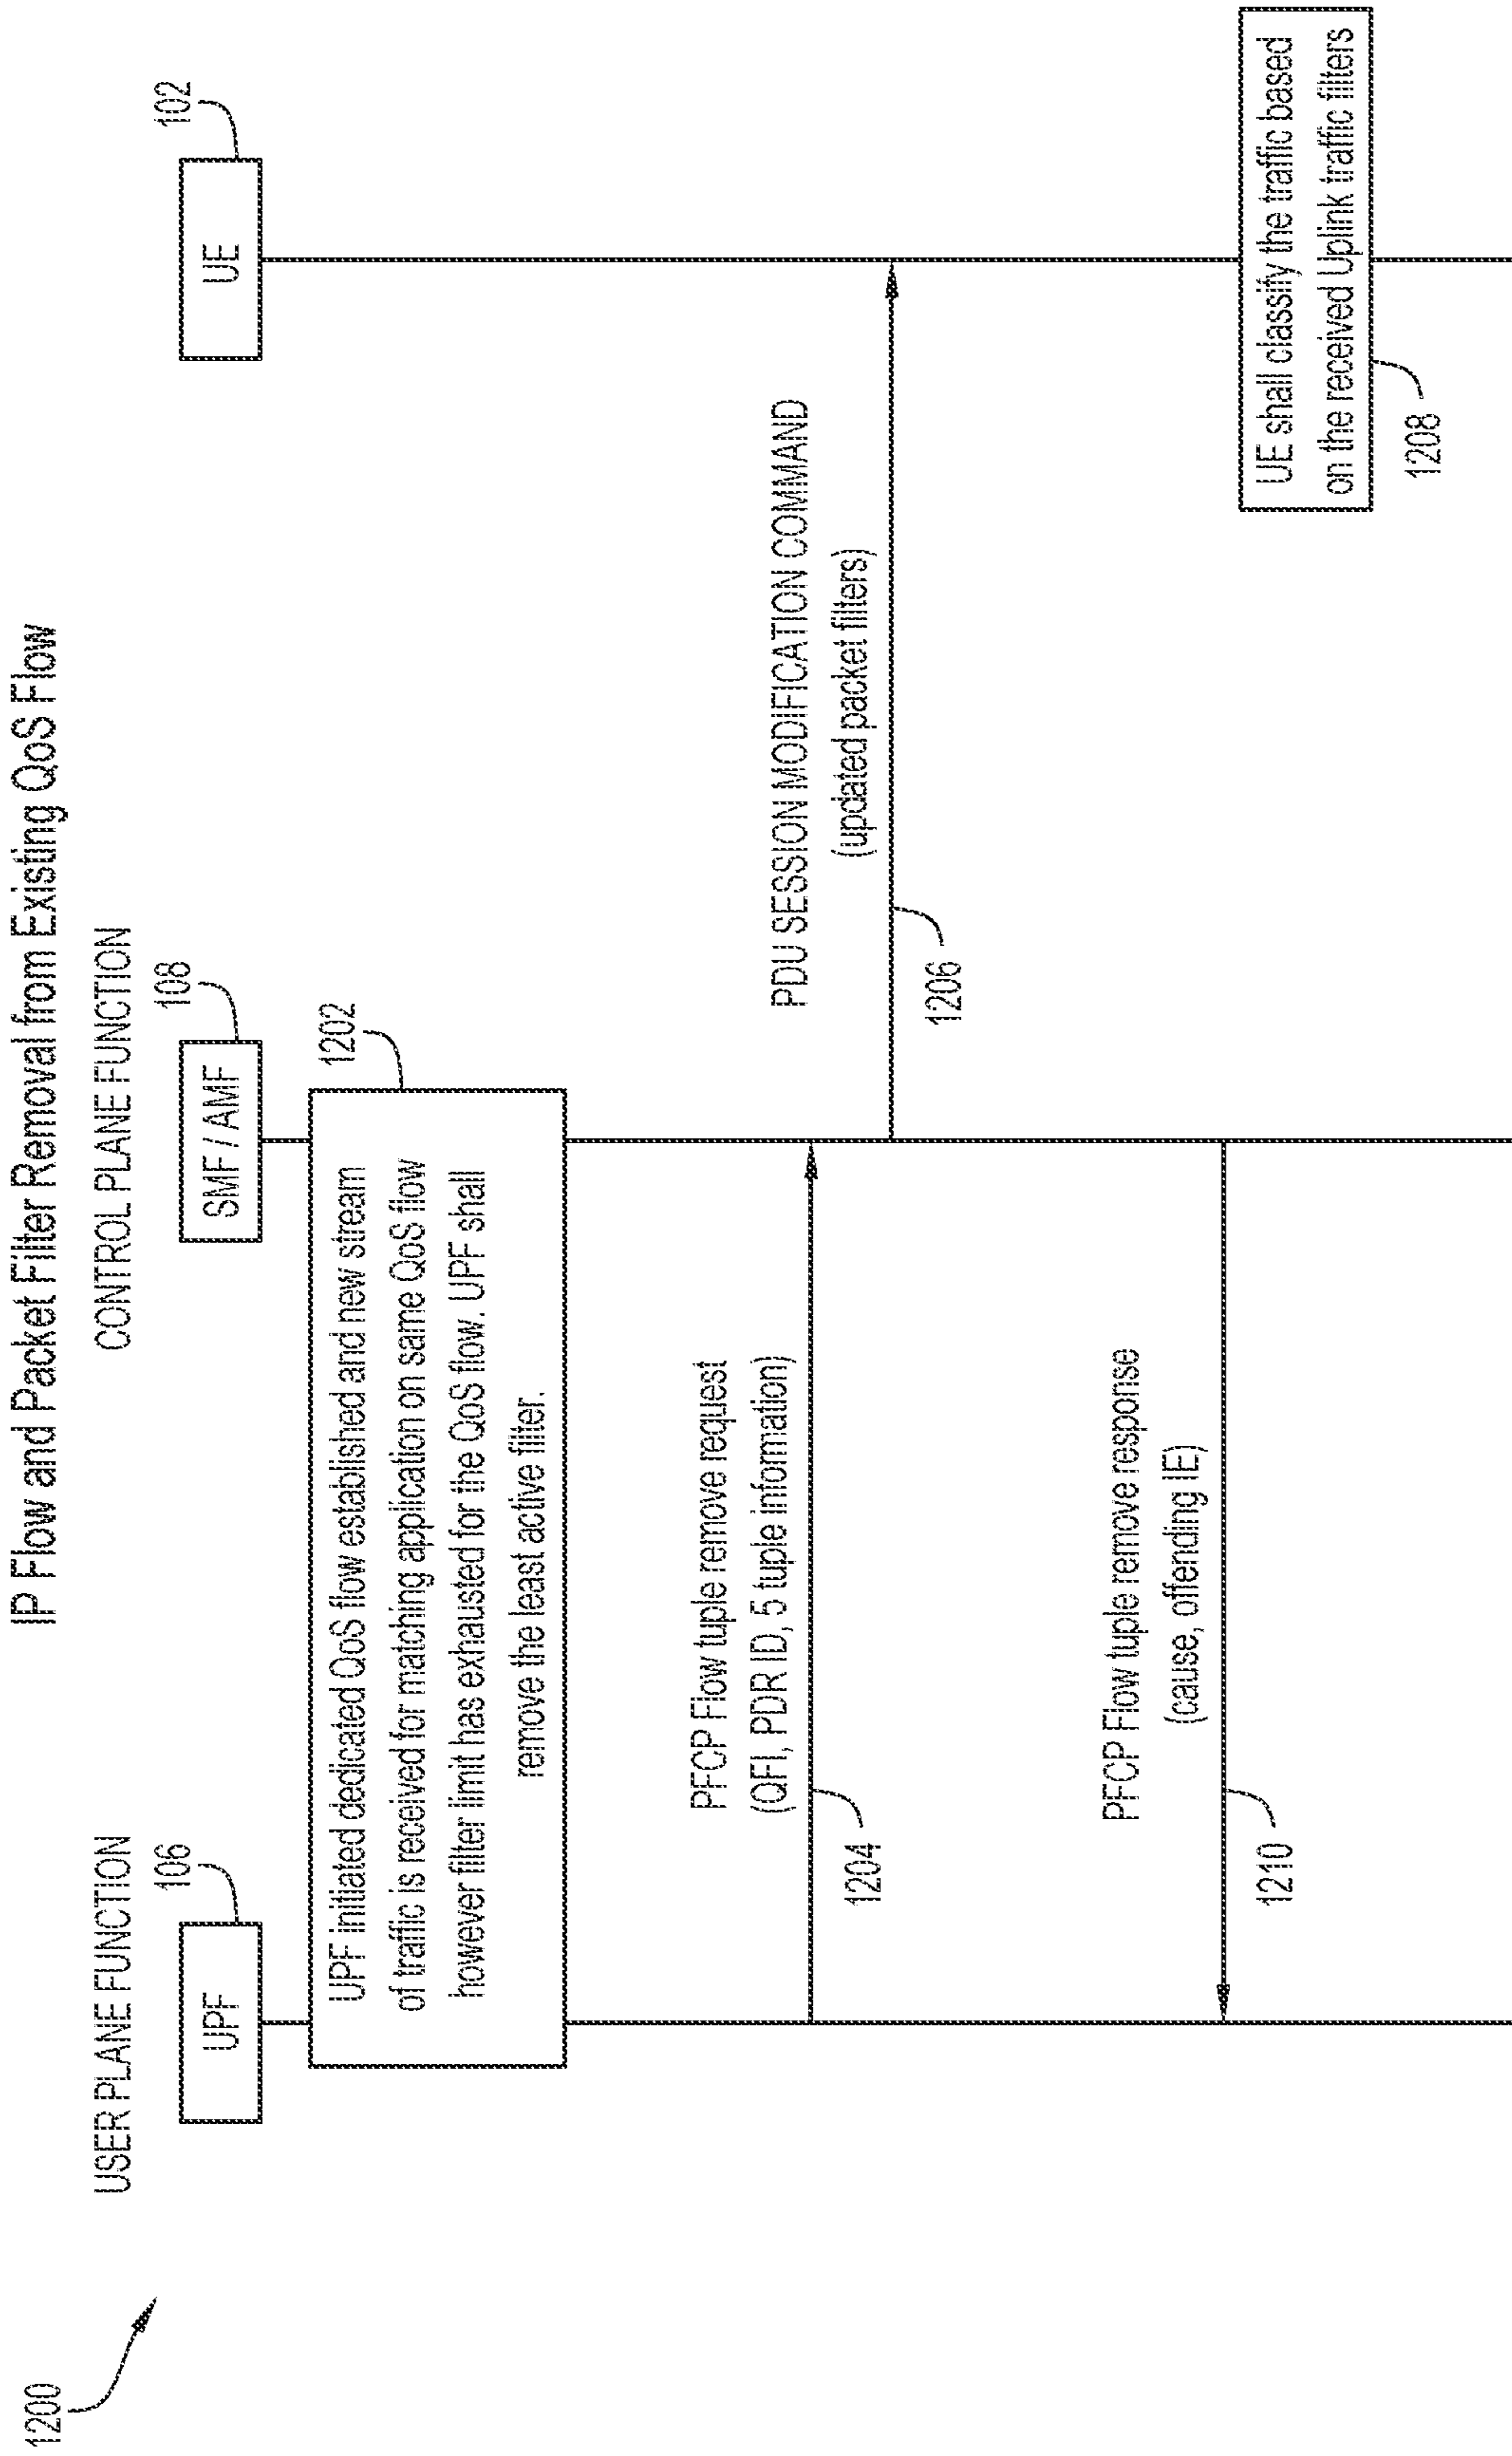 IP Flow and Packet Filter Removal from Existing QoS Flow
1200
USER PLANE FUNCTION
106
UPF
CONTROL PLANE FUNCTION
108
SMF / AMF
102
UE
1202
UPF initiated dedicated QoS flow established and new stream
of traffic is received for matching application on same QoS flow
however filter limit has exhausted for the QoS flow. UPF shall
remove the least active filter.
PFCP Flow tuple remove request
(QFI, PDR ID, 5 tuple information)
1204
PDU SESSION MODIFICATION COMMAND
(updated packet filters)
1206
PFCP Flow tuple remove response
(cause, offending IE)
1210
UE shall classify the traffic based
on the received Uplink traffic filters
1208